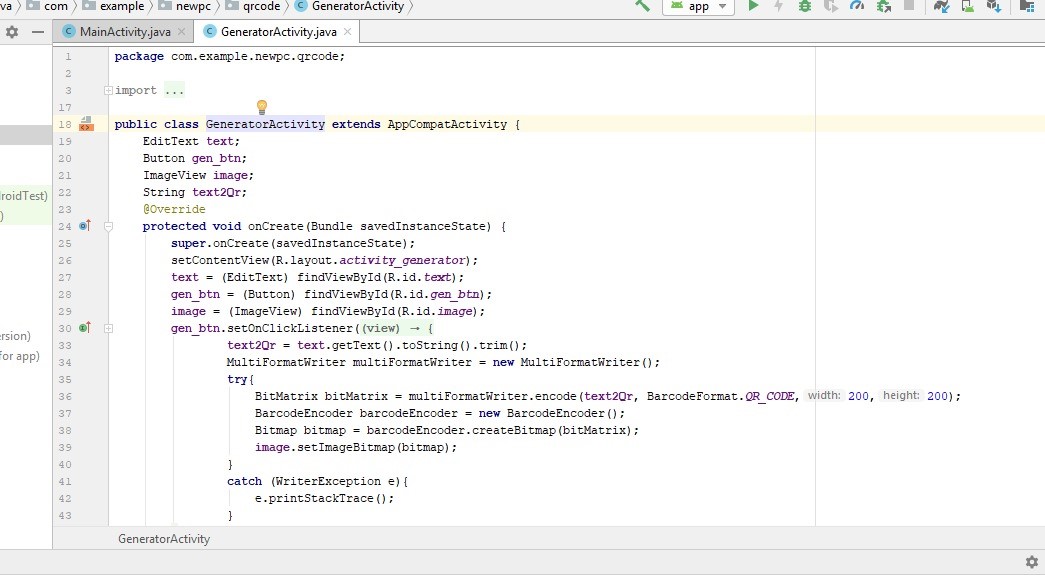 va com example newpc qrcode GeneratorActivity app
MainActivity.java GeneratorActivity.java
1 package com.example.newpc.qrcode;
2
3 import ...
17
18 public class GeneratorActivity extends AppCompatActivity {
19 EditText text;
20 Button gen_btn;
21 ImageView image;
22 String text2Qr;
23 @Override
24 protected void onCreate(Bundle savedInstanceState) {
25 super.onCreate(savedInstanceState);
26 setContentView(R.layout.activity_generator);
27 text = (EditText) findViewById(R.id.text);
28 gen_btn = (Button) findViewById(R.id.gen_btn);
29 image = (ImageView) findViewById(R.id.image);
30 gen_btn.setOnClickListener((view) → {
33 text2Qr = text.getText().toString().trim();
34 MultiFormatWriter multiFormatWriter = new MultiFormatWriter();
35 try{
36 BitMatrix bitMatrix = multiFormatWriter.encode(text2Qr, BarcodeFormat.QR_CODE, width: 200, height: 200);
37 BarcodeEncoder barcodeEncoder = new BarcodeEncoder();
38 Bitmap bitmap = barcodeEncoder.createBitmap(bitMatrix);
39 image.setImageBitmap(bitmap);
40 }
41 catch (WriterException e){
42 e.printStackTrace();
43 }
roidTest)
)
ersion)
for app)
GeneratorActivity